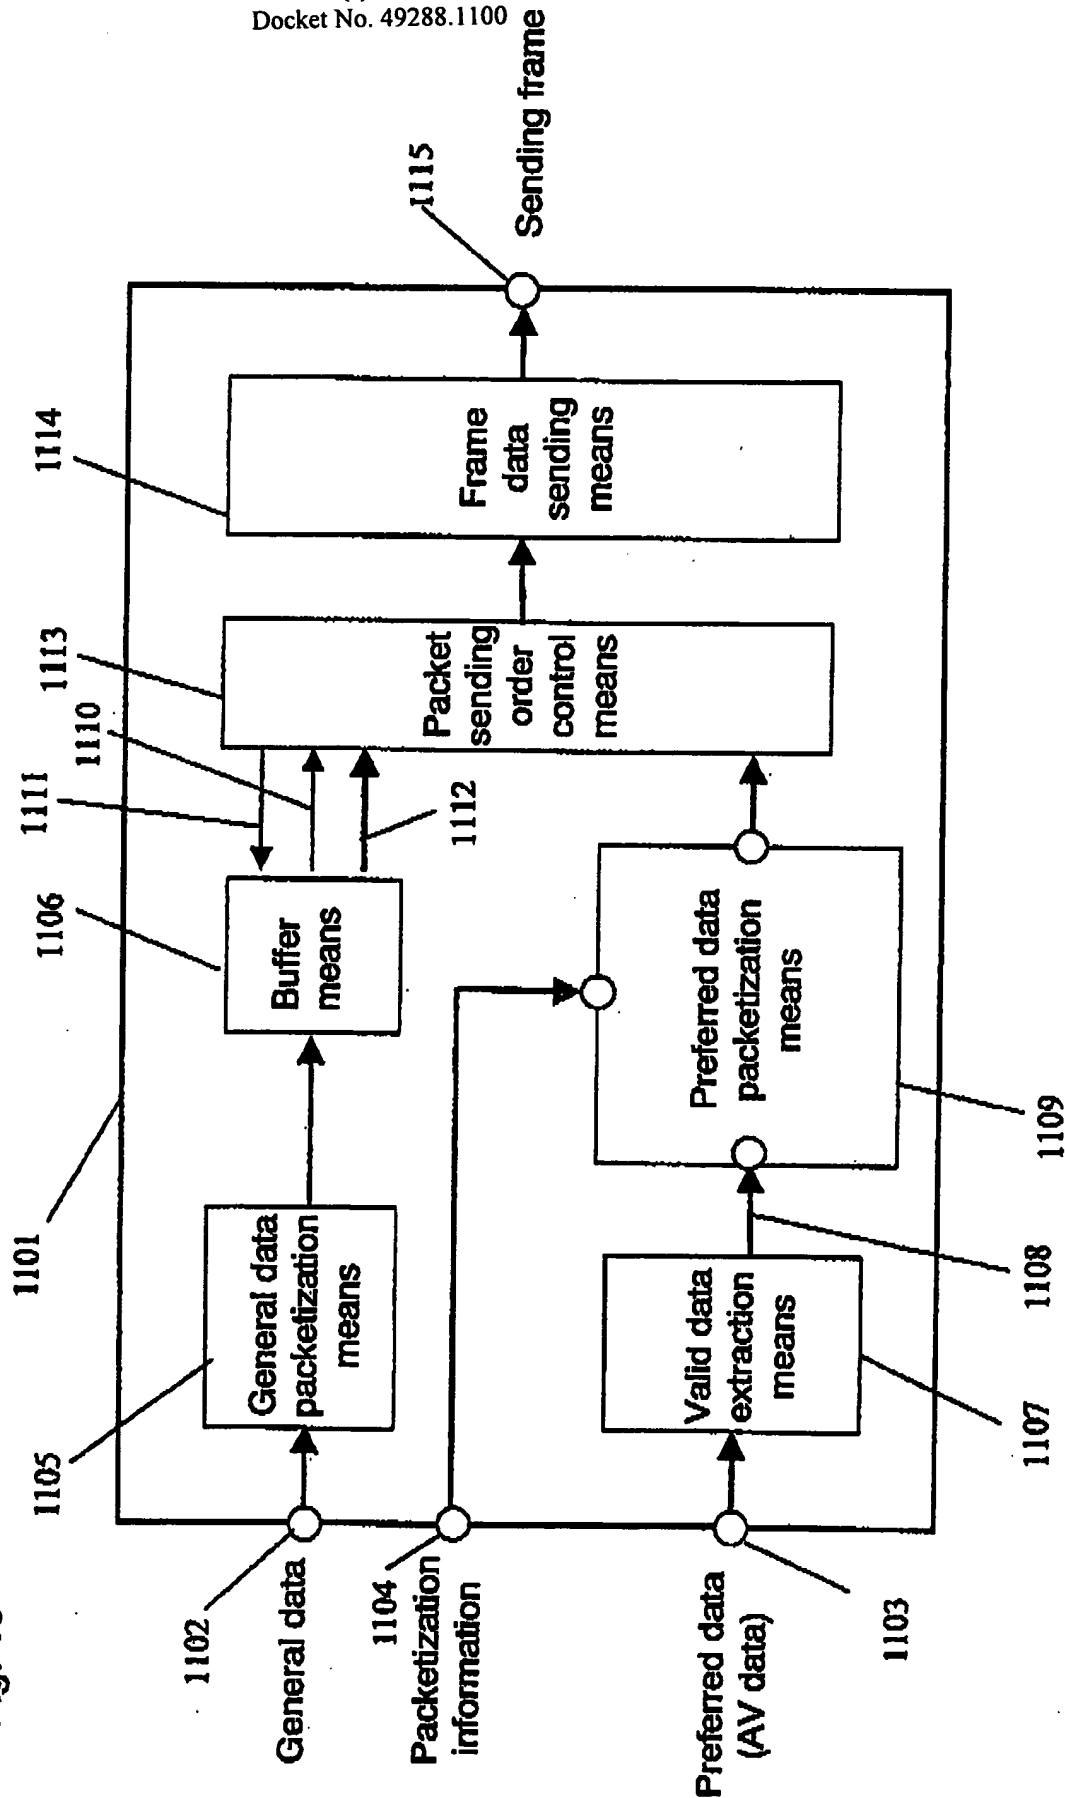 Docket No. 49288.1100
1101
1102
General data
1105
General data
packetization
means
1106
Buffer
means
1111
1110
1112
1113
Packet
sending
order
control
means
1114
Frame
data
sending
means
1115
Sending frame
1104
Packetization
information
Preferred data
(AV data)
1103
Valid data
extraction
means
1107
1108
Preferred data
packetization
means
1109